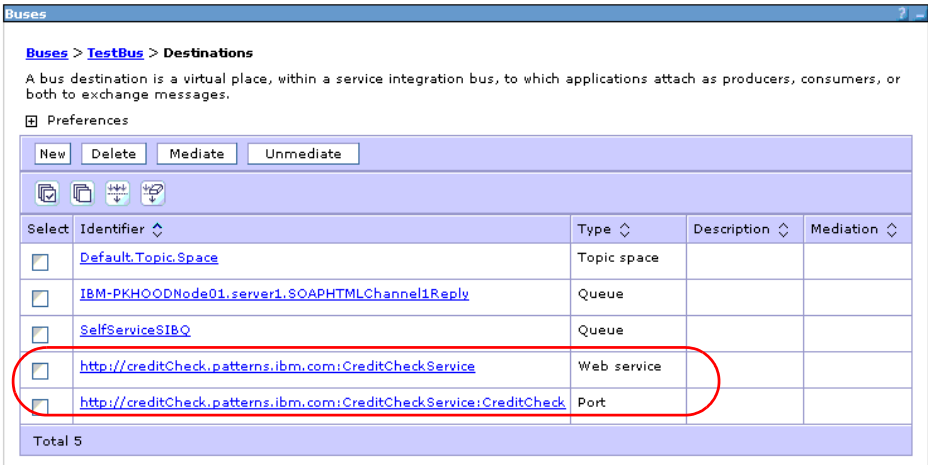 Buses ? _
Buses > TestBus > Destinations
A bus destination is a virtual place, within a service integration bus, to which applications attach as producers, consumers, or
both to exchange messages.
Preferences
New Delete Mediate Unmediate
Select Identifier Type Description Mediation
Default.Topic.Space Topic space
IBM-PKHOODNode01.server1.SOAPHTMLChannel1Reply Queue
SelfServiceSIBQ Queue
http://creditCheck.patterns.ibm.com:CreditCheckService Web service
http://creditCheck.patterns.ibm.com:CreditCheckService:CreditCheck Port
Total 5